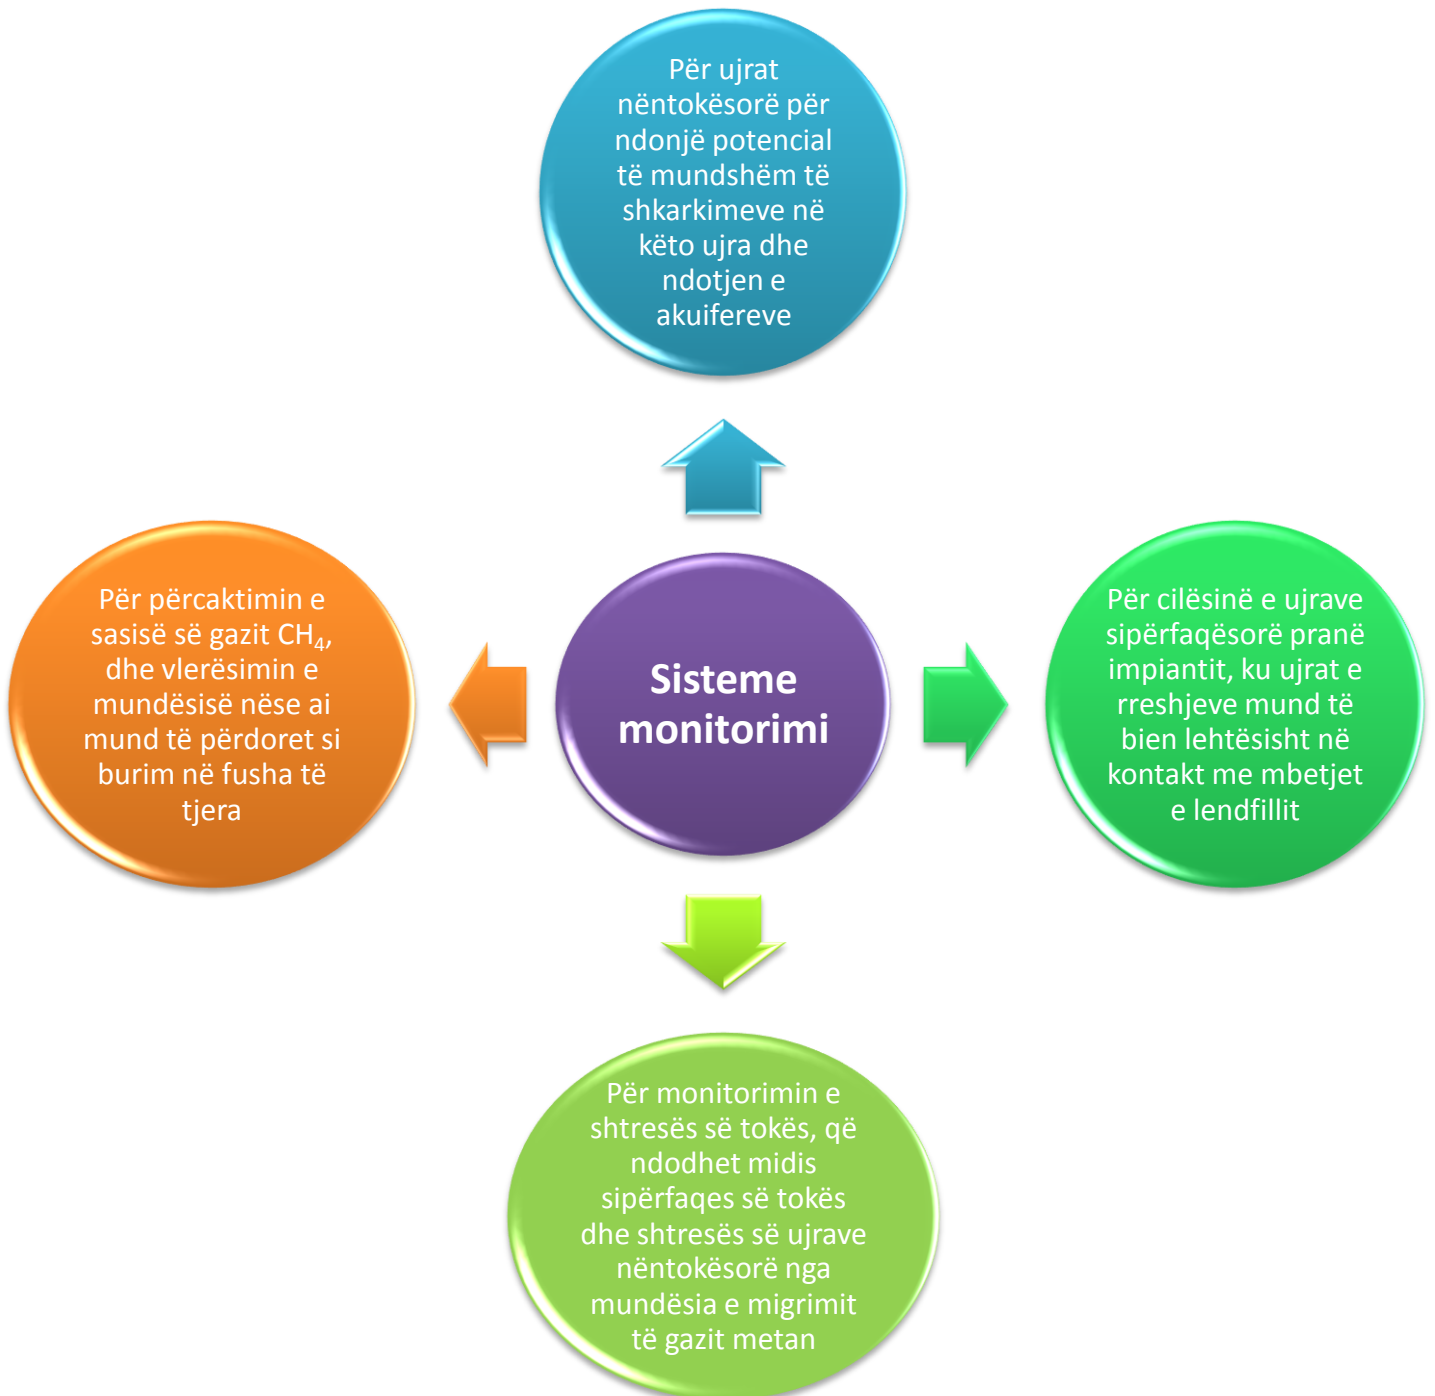 Për ujrat
nëntokësorë për
ndonjë potencial
të mundshëm të
shkarkimeve në
këto ujra dhe
ndotjen e
akuifereve
Për përcaktimin e
sasisë së gazit CH₄,
dhe vlerësimin e
mundësisë nëse ai
mund të përdoret si
burim në fusha të
tjera
Sisteme
monitorimi
Për cilësinë e ujrave
sipërfaqësorë pranë
impiantit, ku ujrat e
rreshjeve mund të
bien lehtësisht në
kontakt me mbetjet
e lendfillit
Për monitorimin e
shtresës së tokës, që
ndodhet midis
sipërfaqes së tokës
dhe shtresës së ujrave
nëntokësorë nga
mundësia e migrimit
të gazit metan